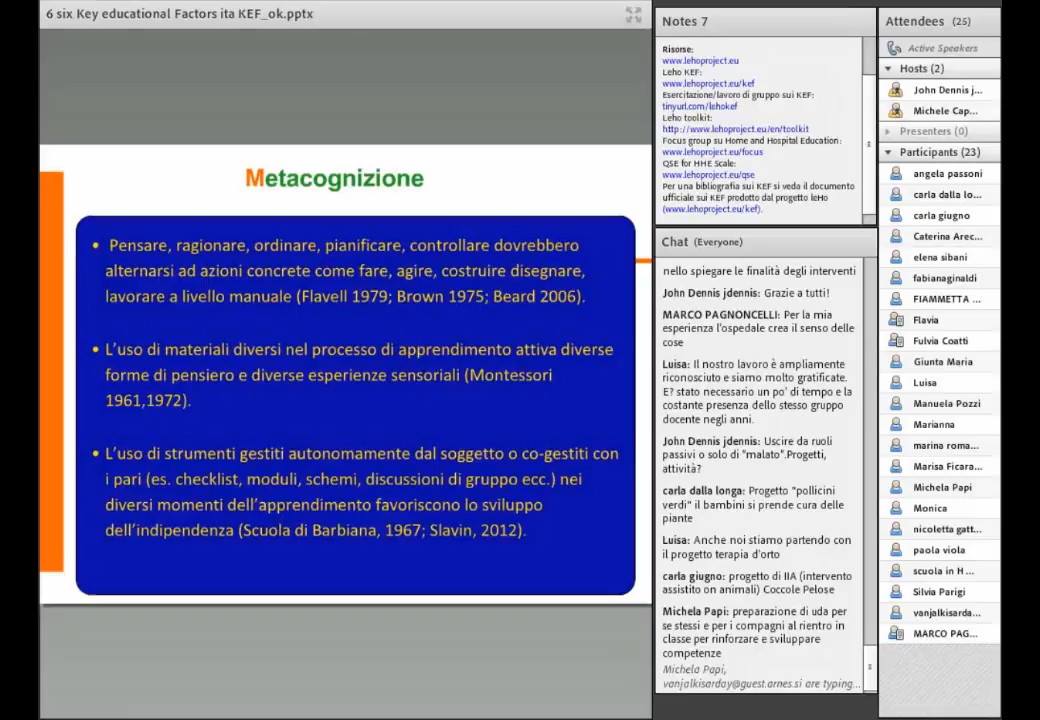 6 six Key educational Factors ita KEF_ok.pptx
Metacognizione
• Pensare, ragionare, ordinare, pianificare, controllare dovrebbero
alternarsi ad azioni concrete come fare, agire, costruire disegnare,
lavorare a livello manuale (Flavell 1979; Brown 1975; Beard 2006).
• L'uso di materiali diversi nel processo di apprendimento attiva diverse
forme di pensiero e diverse esperienze sensoriali (Montessori
1961,1972).
• L'uso di strumenti gestiti autonomamente dal soggetto o co-gestiti con
i pari (es. checklist, moduli, schemi, discussioni di gruppo ecc.) nei
diversi momenti dell'apprendimento favoriscono lo sviluppo
dell'indipendenza (Scuola di Barbiana, 1967; Slavin, 2012).
Notes 7
Risorse:
www.lehoproject.eu
Leho KEF:
www.lehoproject.eu/kef
Esercitazione/lavoro di gruppo sui KEF:
tinyurl.com/lehokef
Leho toolkit:
http://www.lehoproject.eu/en/toolkit
Focus group su Home and Hospital Education:
www.lehoproject.eu/focus
QSE for HHE Scale:
www.lehoproject.eu/qse
Per una bibliografia sui KEF si veda il documento
ufficiale sui KEF prodotto dal progetto leHo
(www.lehoproject.eu/kef).
Chat (Everyone)
nello spiegare le finalità degli interventi
John Dennis jdennis: Grazie a tutti!
MARCO PAGNONCELLI: Per la mia
esperienza l'ospedale crea il senso delle
cose
Luisa: Il nostro lavoro è ampliamente
riconosciuto e siamo molto gratificate.
E? stato necessario un po' di tempo e la
costante presenza dello stesso gruppo
docente negli anni.
John Dennis jdennis: Uscire da ruoli
passivi o solo di "malato".Progetti,
attività?
carla dalla longa: Progetto "pollicini
verdi" il bambini si prende cura delle
piante
Luisa: Anche noi stiamo partendo con
il progetto terapia d'orto
carla giugno: progetto di IIA (intervento
assistito on animali) Coccole Pelose
Michela Papi: preparazione di uda per
se stessi e per i compagni al rientro in
classe per rinforzare e sviluppare
competenze
Michela Papi,
vanjalkisarday@guest.arnes.si are typing...
Attendees (25)
Active Speakers
Hosts (2)
John Dennis j...
Michele Cap...
Presenters (0)
Participants (23)
angela passoni
carla dalla lo...
carla giugno
Caterina Arec...
elena sibani
fabianaginaldi
FIAMMETTA ...
Flavia
Fulvia Coatti
Giunta Maria
Luisa
Manuela Pozzi
Marianna
marina roma...
Marisa Ficara...
Michela Papi
Monica
nicoletta gatt...
paola viola
scuola in H ...
Silvia Parigi
vanjalkisarda...
MARCO PAG...